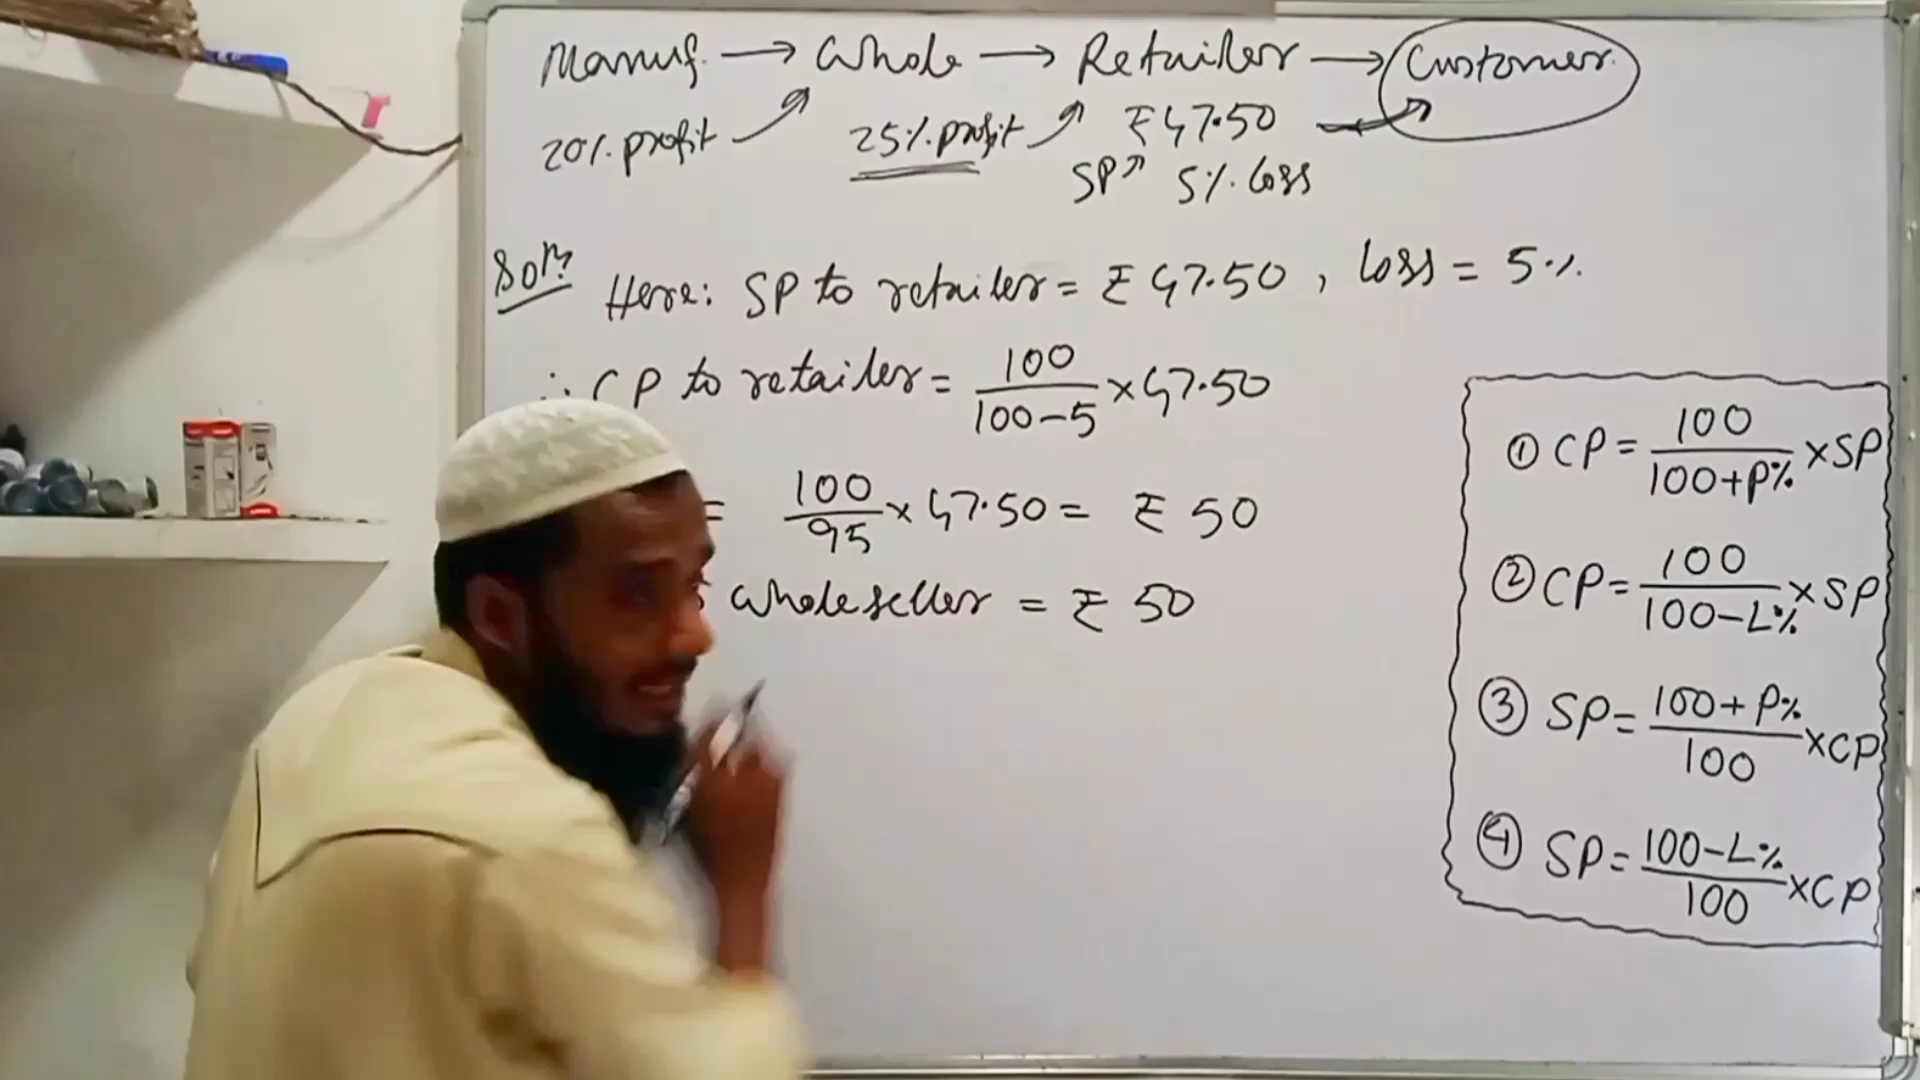 Manuf. → Whole → Retailer → Customer.
20% profit 25% profit ₹47.50
SP 5% loss
Soln Here: SP to retailer = ₹47.50, loss = 5%
∴ CP to retailer = 100/100-5 × 47.50
= 100/95 × 47.50 = ₹ 50
wholeseller = ₹ 50
① CP = 100/100+P% × SP
② CP = 100/100-L% × SP
③ SP = 100+P%/100 × CP
④ SP = 100-L%/100 × CP